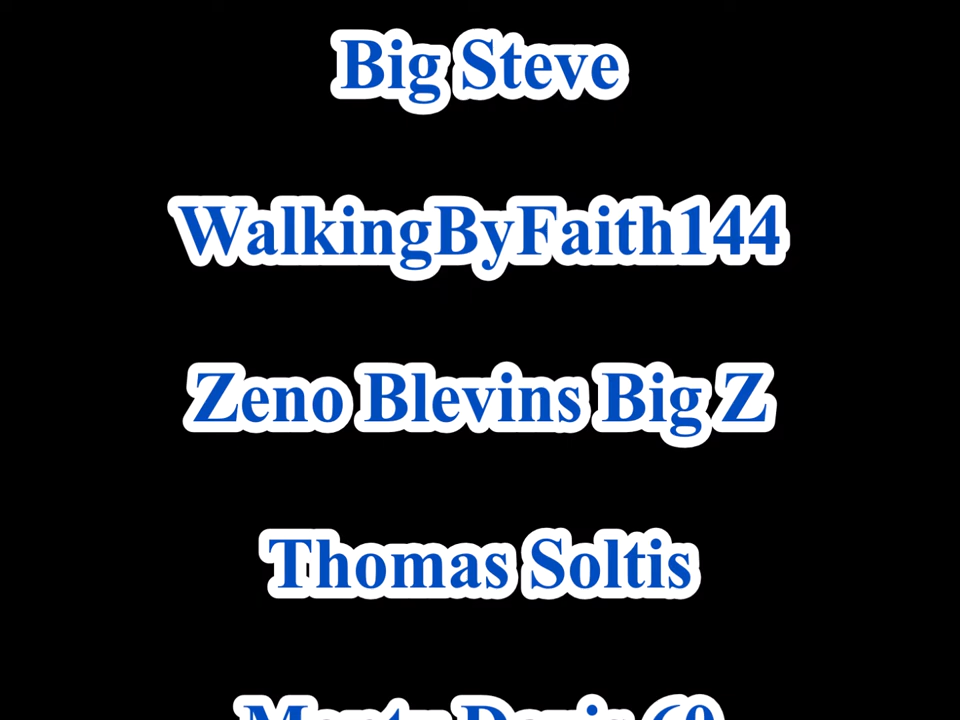 Big Steve
WalkingByFaith144
Zeno Blevins Big Z
Thomas Soltis